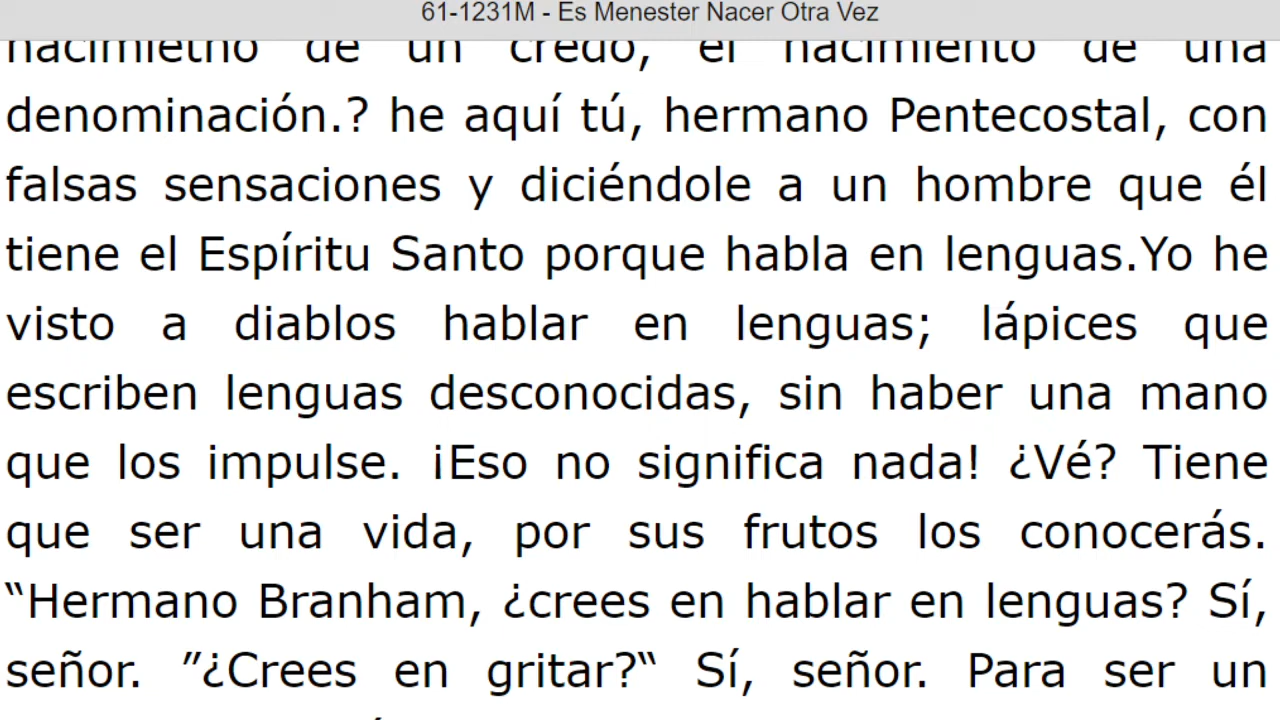 61-1231M - Es Menester Nacer Otra Vez
nacimietno de un credo, el nacimiento de una
denominación.? he aquí tú, hermano Pentecostal, con
falsas sensaciones y diciéndole a un hombre que él
tiene el Espíritu Santo porque habla en lenguas.Yo he
visto a diablos hablar en lenguas; lápices que
escriben lenguas desconocidas, sin haber una mano
que los impulse. ¡Eso no significa nada! ¿Vé? Tiene
que ser una vida, por sus frutos los conocerás.
‟Hermano Branham, ¿crees en hablar en lenguas? Sí,
señor. ”¿Crees en gritar?‟ Sí, señor. Para ser un